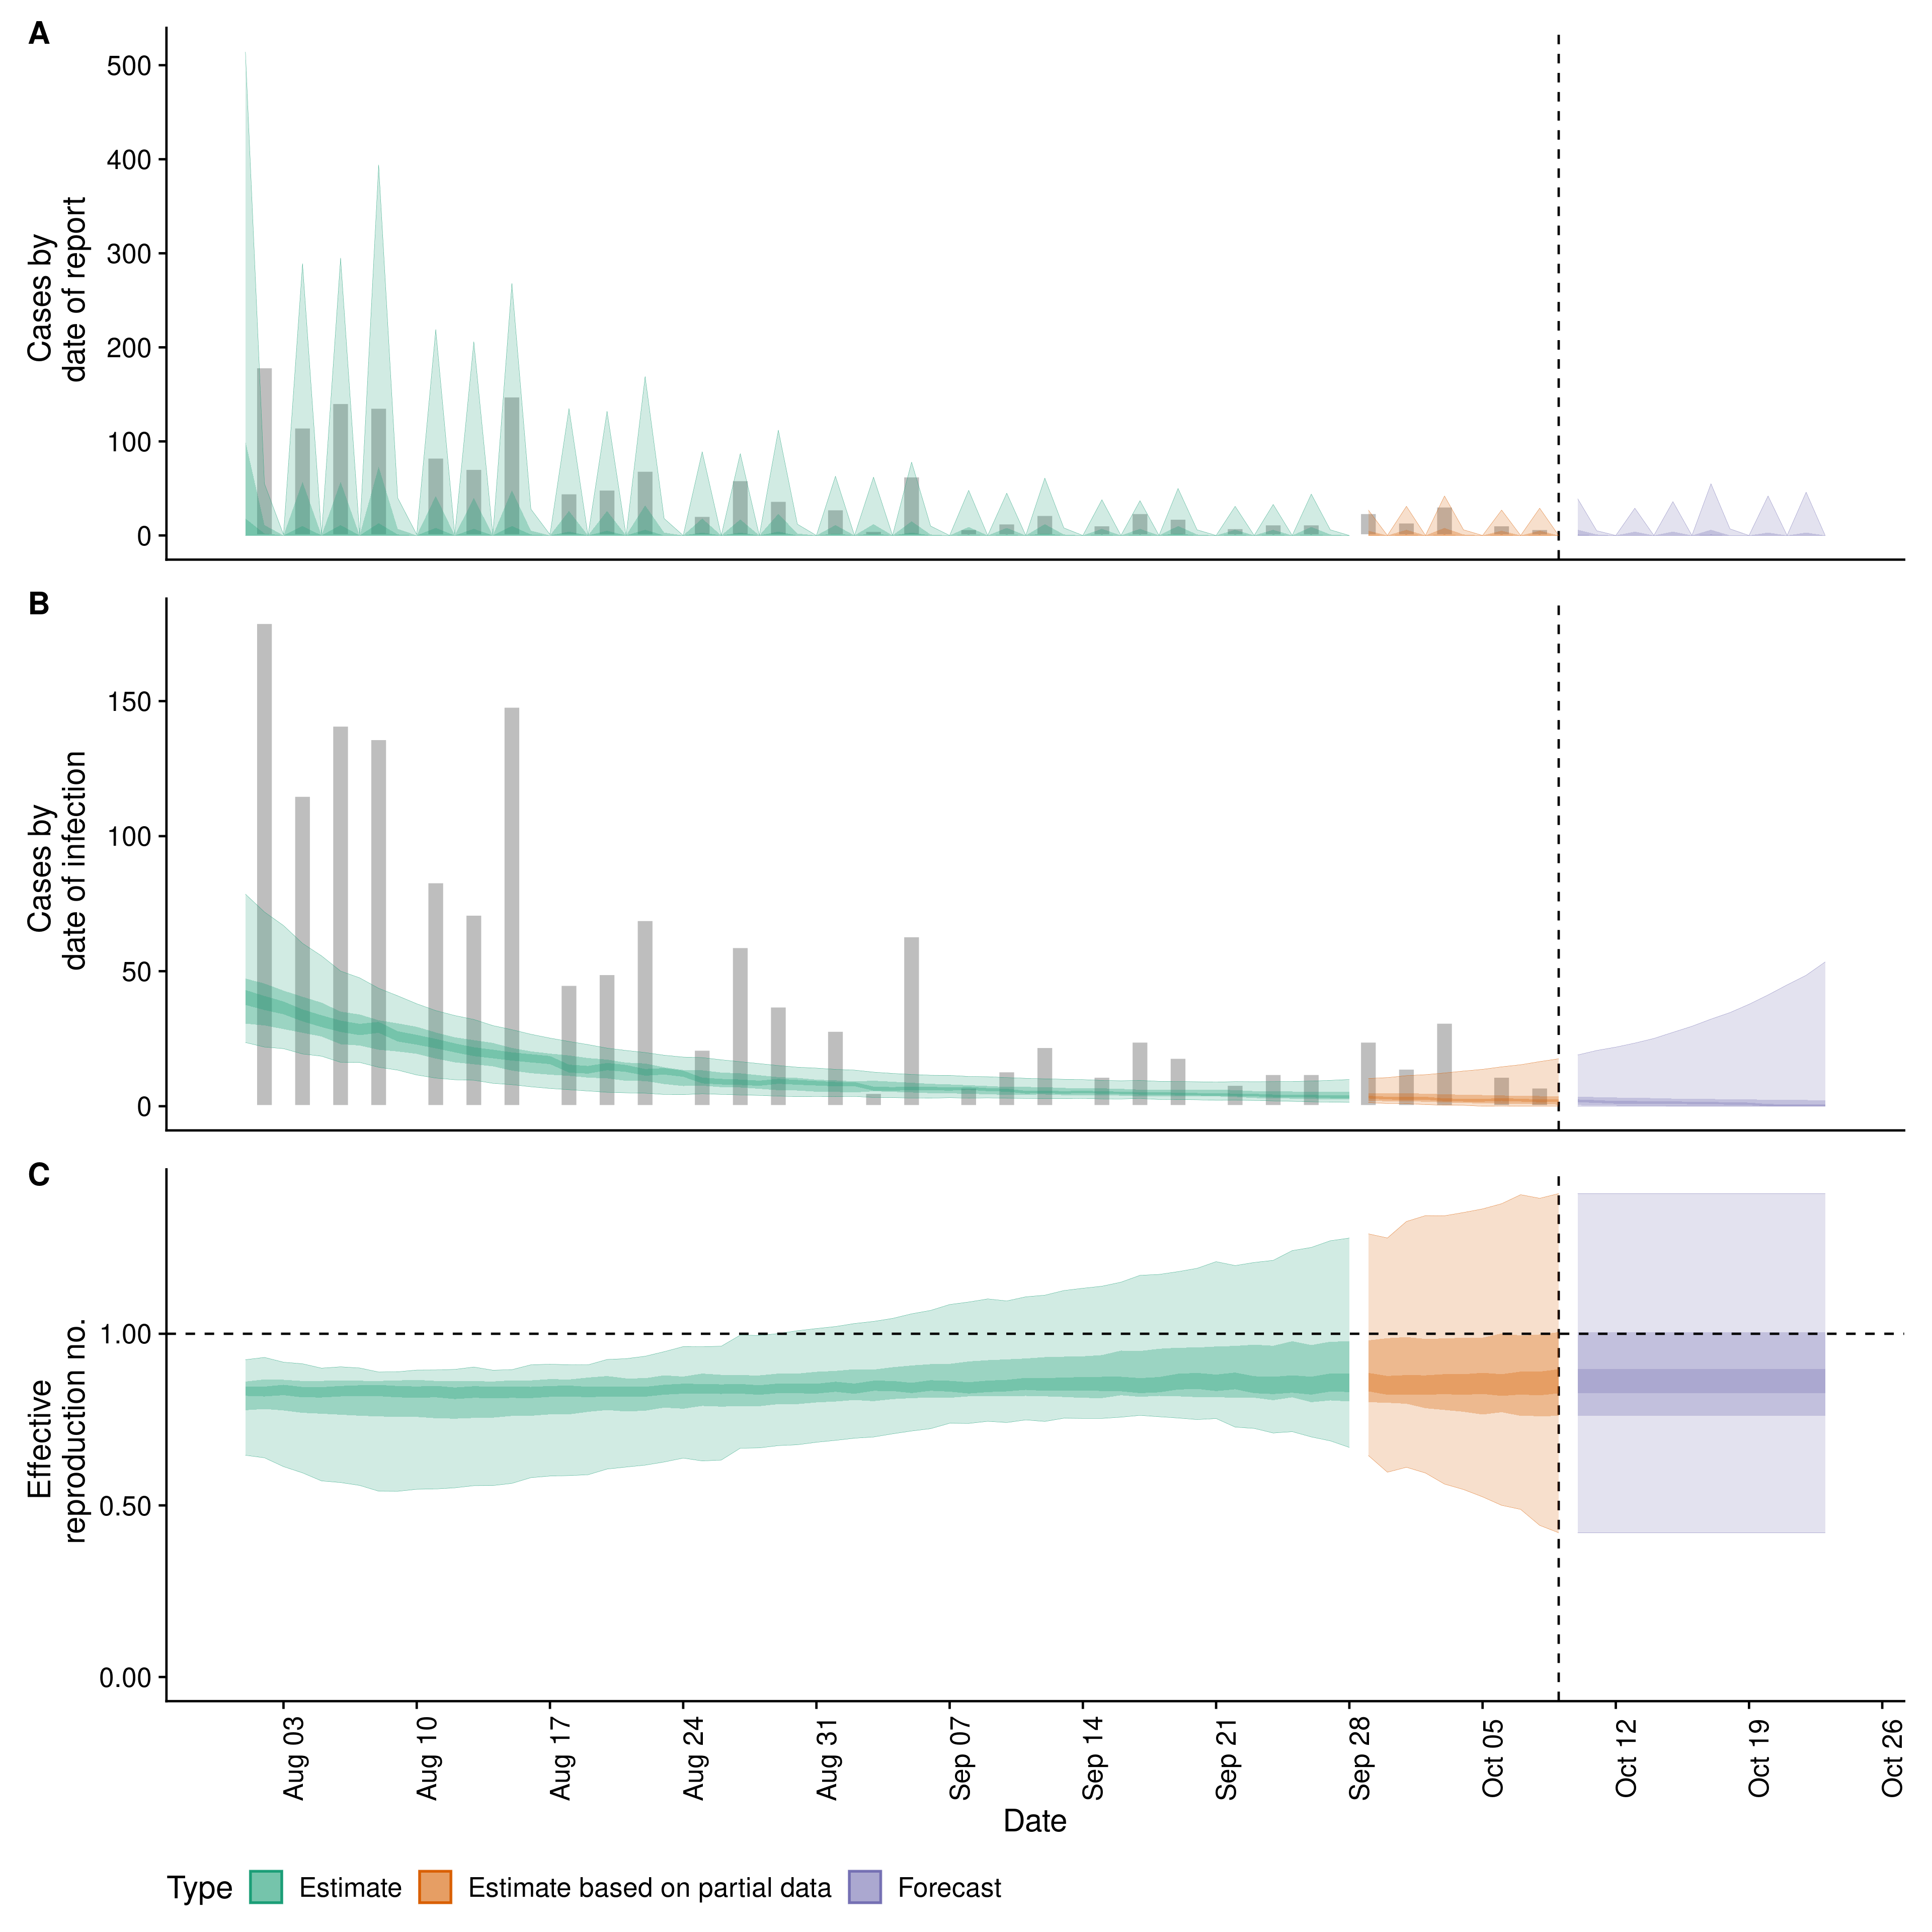 A
500
400
300
200
100
0
Cases by
date of report
B
150
100
50
0
Cases by
date of infection
C
1.00
0.50
0.00
Effective
reproduction no.
Aug 03
Aug 10
Aug 17
Aug 24
Aug 31
Sep 07
Sep 14
Sep 21
Sep 28
Oct 05
Oct 12
Oct 19
Oct 26
Date
Type Estimate Estimate based on partial data Forecast